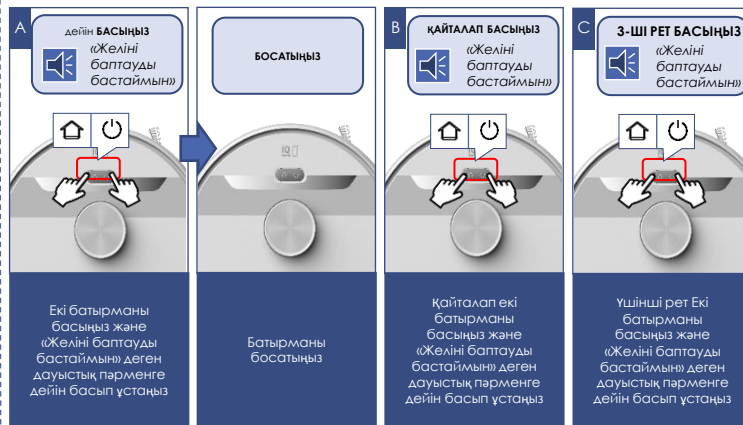 A
дейін БАСЫҢЫЗ
«Желіні
баптауды
бастаймын»
Екі батырманы
басыңыз және
«Желіні баптауды
бастаймын» деген
дауыстық пәрменге
дейін басып ұстаңыз
БОСАТЫҢЫЗ
Батырманы
босатыңыз
B
ҚАЙТАЛАП БАСЫҢЫЗ
«Желіні
баптауды
бастаймын»
Қайталап екі
батырманы
басыңыз және
«Желіні баптауды
бастаймын» деген
дауыстық пәрменге
дейін басып ұстаңыз
C
3-ШІ РЕТ БАСЫҢЫЗ
«Желіні
баптауды
бастаймын»
Үшінші рет Екі
батырманы
басыңыз және
«Желіні баптауды
бастаймын» деген
дауыстық пәрменге
дейін басып ұстаңыз